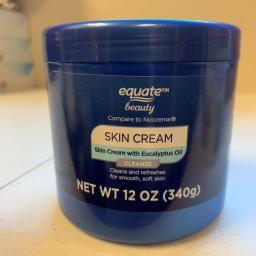 equate™
beauty
Compare to Noxzema®
SKIN CREAM
Skin Cream with Eucalyptus Oil
CLEANSE
Cleans and refreshes
for smooth, soft skin
NET WT 12 OZ (340g)